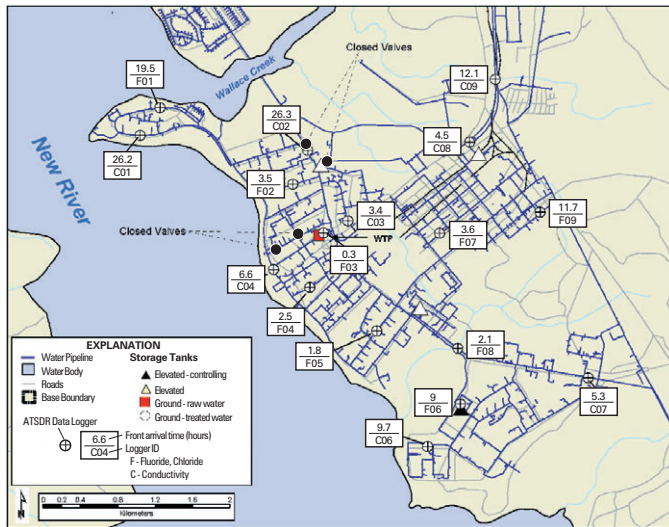 Closed Valves
12.1
C09
19.5
F01
Wallace Creek
26.3
C02
4.5
C08
26.2
C01
New River
3.5
F02
3.4
C03
11.7
F09
3.6
F07
Closed Valves
WTP
0.3
F03
6.6
C04
2.5
F04
1.8
F05
2.1
F08
5.3
C07
9
F06
9.7
C06
EXPLANATION
Water Pipeline
Water Body
Roads
Base Boundary
Storage Tanks
Elevated - controlling
Elevated
Ground - raw water
Ground - treated water
ATSDR Data Logger
6.6
C04
Front arrival time (hours)
Logger ID
F - Fluoride, Chloride
C - Conductivity
N
0 0.2 0.4 0.8 1.2 1.6 2
Kilometers